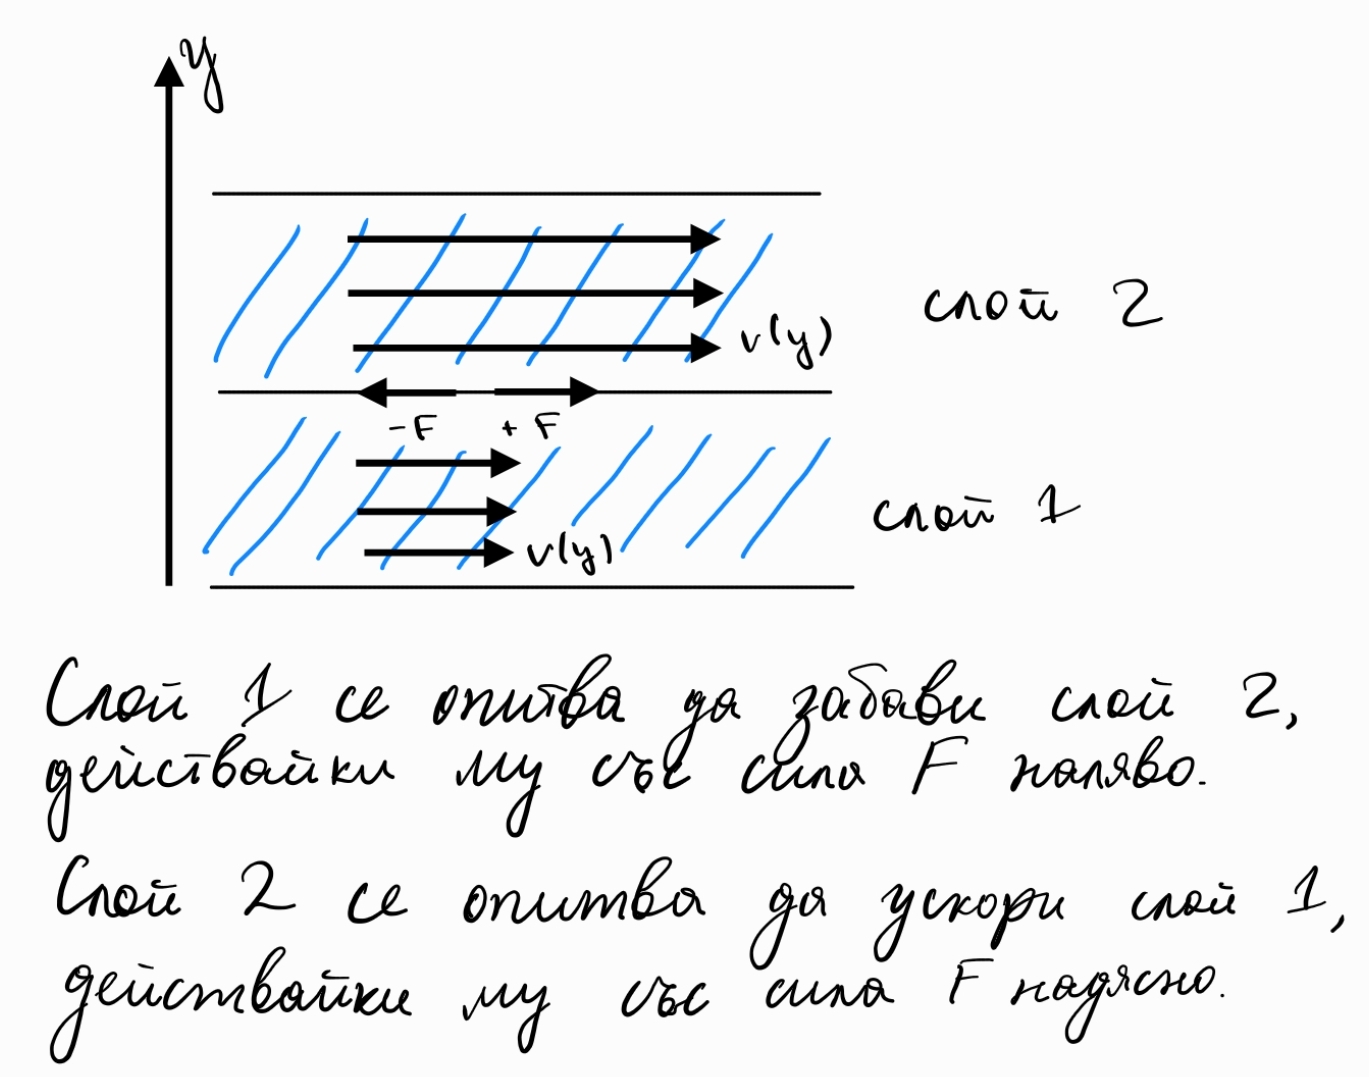 y
слой 2
v(y)
-F + F
слой 1
v(y)
Слой 1 се опитва да забави слой 2,
действайки му със сила F наляво.
Слой 2 се опитва да ускори слой 1,
действайки му със сила F надясно.